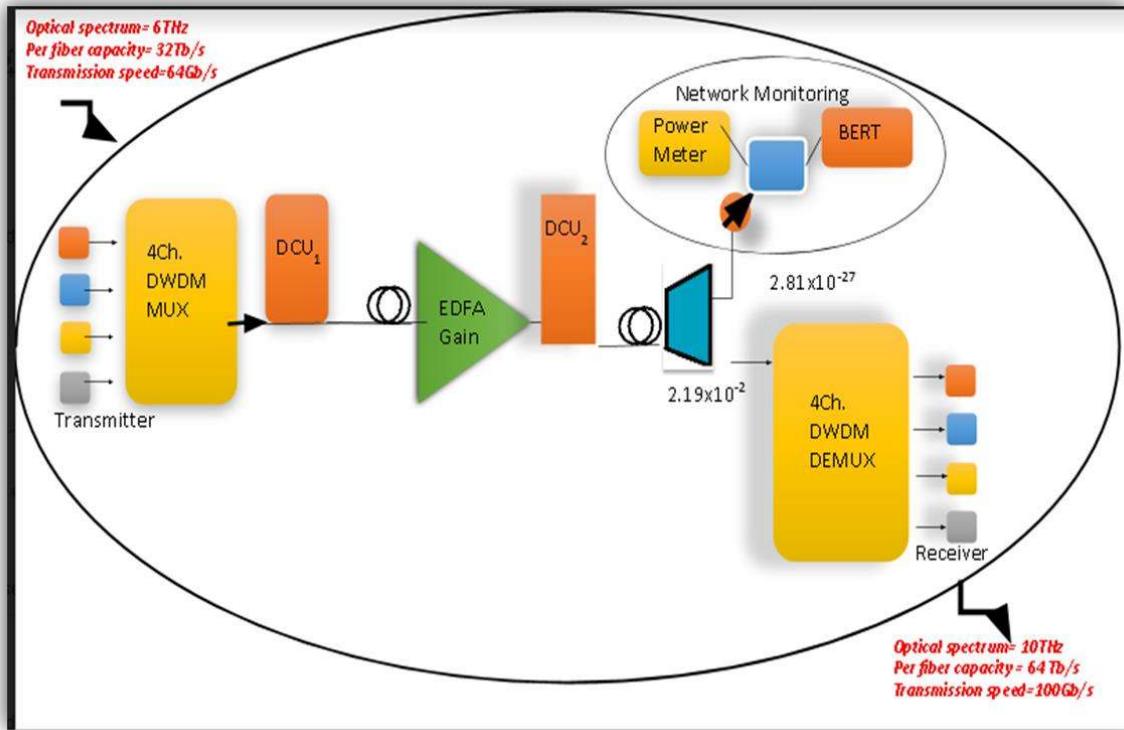 Optical spectrum= 6THz
Per fiber capacity= 32Tb/s
Transmission speed=64Gb/s
Network Monitoring
Power
Meter
BERT
4Ch.
DWDM
MUX
DCU1
EDFA
Gain
DCU2
2.81x10-27
2.19x10-2
4Ch.
DWDM
DEMUX
Transmitter
Receiver
Optical spectrum= 10THz
Per fiber capacity = 64Tb/s
Transmission speed=100Gb/s